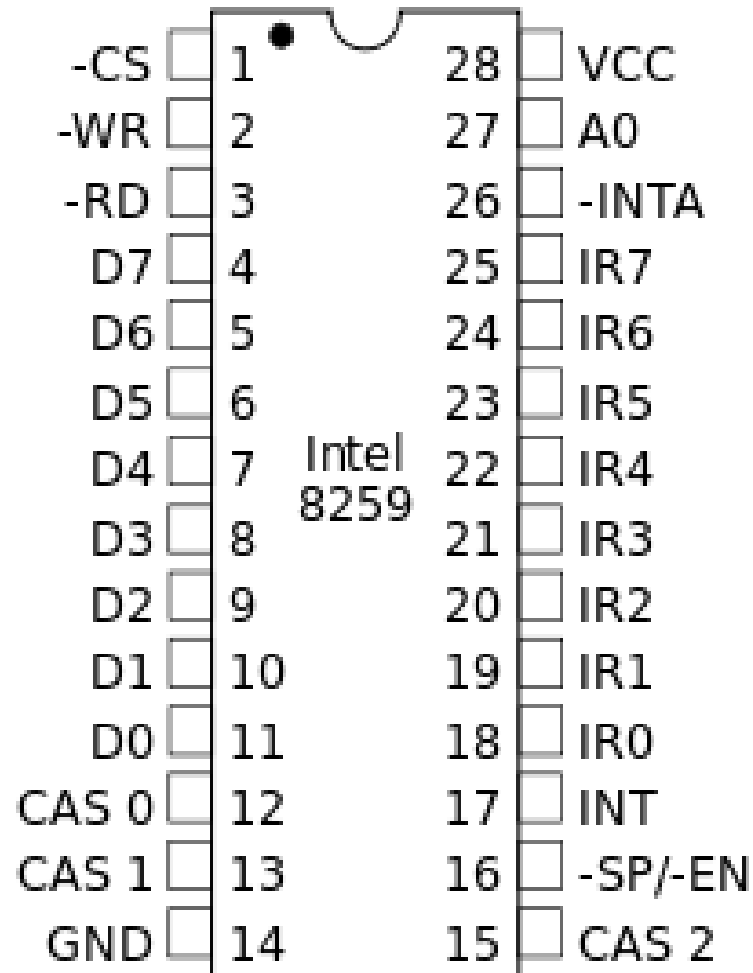 -CS 1 28 VCC
-WR 2 27 A0
-RD 3 26 -INTA
D7 4 25 IR7
D6 5 24 IR6
D5 6 23 IR5
D4 7 Intel 22 IR4
8259
D3 8 21 IR3
D2 9 20 IR2
D1 10 19 IR1
D0 11 18 IR0
CAS 0 12 17 INT
CAS 1 13 16 -SP/-EN
GND 14 15 CAS 2